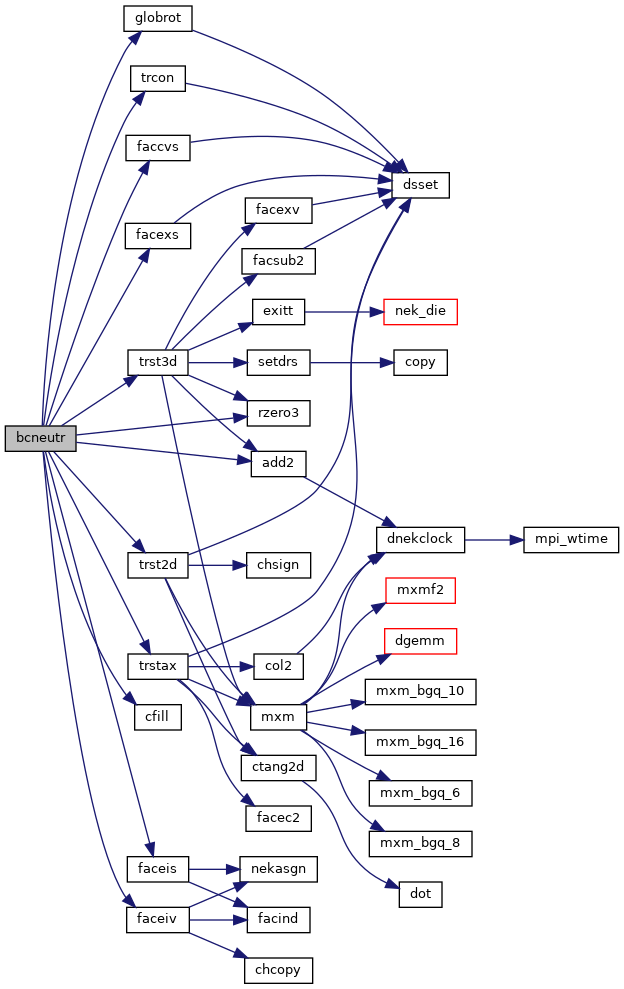 globrot
trcon
faccvs
dsset
facexv
facexs
facsub2
exitt
nek_die
trst3d
setdrs
copy
rzero3
bcneutr
add2
dnekclock
mpi_wtime
trst2d
chsign
mxmf2
dgemm
trstax
col2
mxm_bgq_10
cfill
mxm
mxm_bgq_16
ctang2d
mxm_bgq_6
facec2
mxm_bgq_8
faceis
nekasgn
dot
faceiv
facind
chcopy